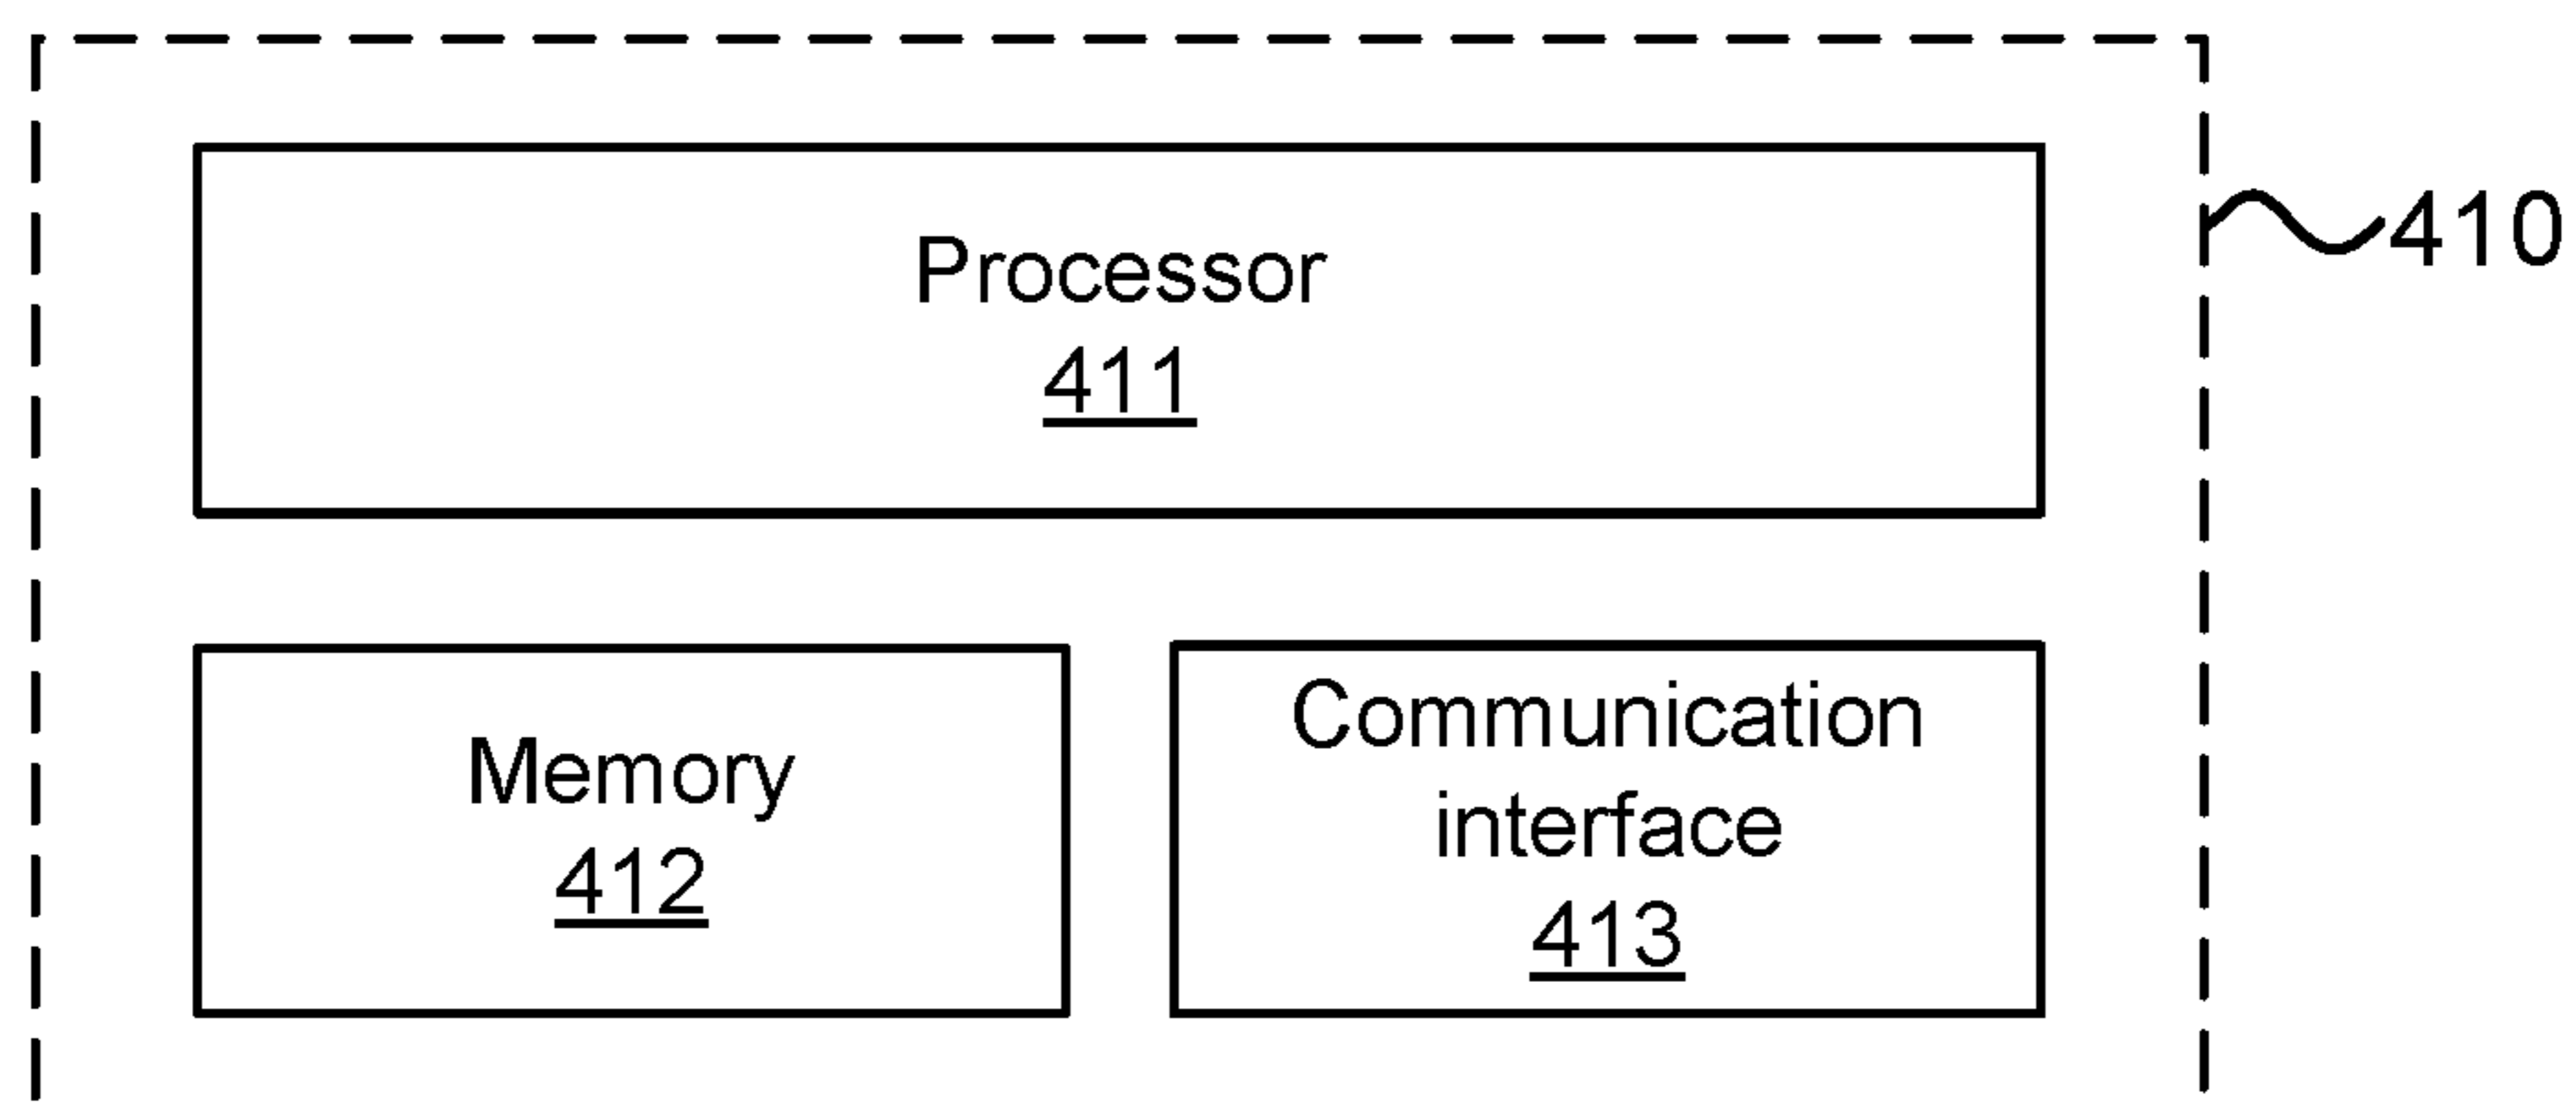 Processor
411
410
Memory
412
Communication
interface
413